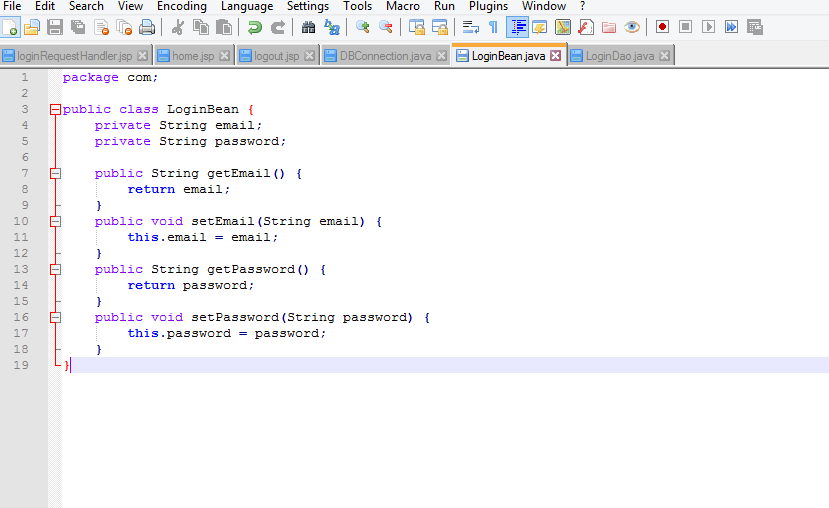 File Edit Search View Encoding Language Settings Tools Macro Run Plugins Window ?
loginRequestHandler.jsp home.jsp logout.jsp DBConnection.java LoginBean.java LoginDao.java
1 package com;
2
3 public class LoginBean {
4     private String email;
5     private String password;
6
7     public String getEmail() {
8         return email;
9     }
10     public void setEmail(String email) {
11         this.email = email;
12     }
13     public String getPassword() {
14         return password;
15     }
16     public void setPassword(String password) {
17         this.password = password;
18     }
19 }